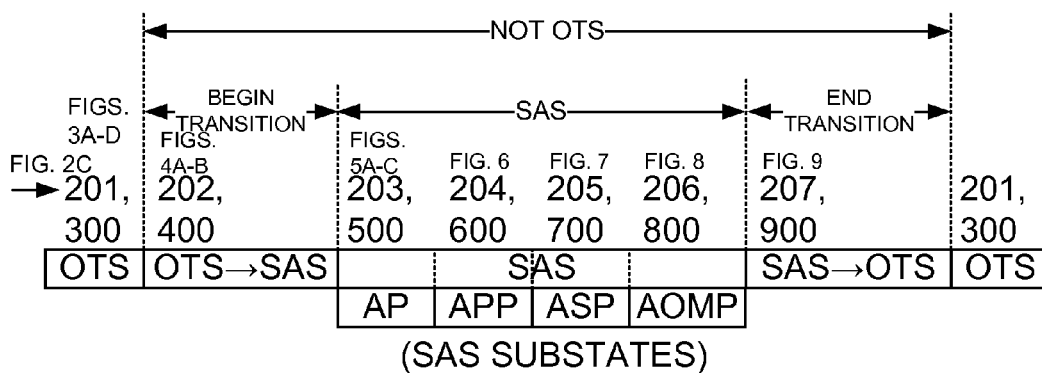 NOT OTS
FIGS.
3A-D
BEGIN
TRANSITION
SAS
END
TRANSITION
FIG. 2C
FIGS.
4A-B
FIGS.
5A-C
FIG. 6
FIG. 7
FIG. 8
FIG. 9
201, 202, 203, 204, 205, 206, 207, 201,
300 400 500 600 700 800 900 300
OTS OTS→SAS SAS SAS→OTS OTS
AP APP ASP AOMP
(SAS SUBSTATES)